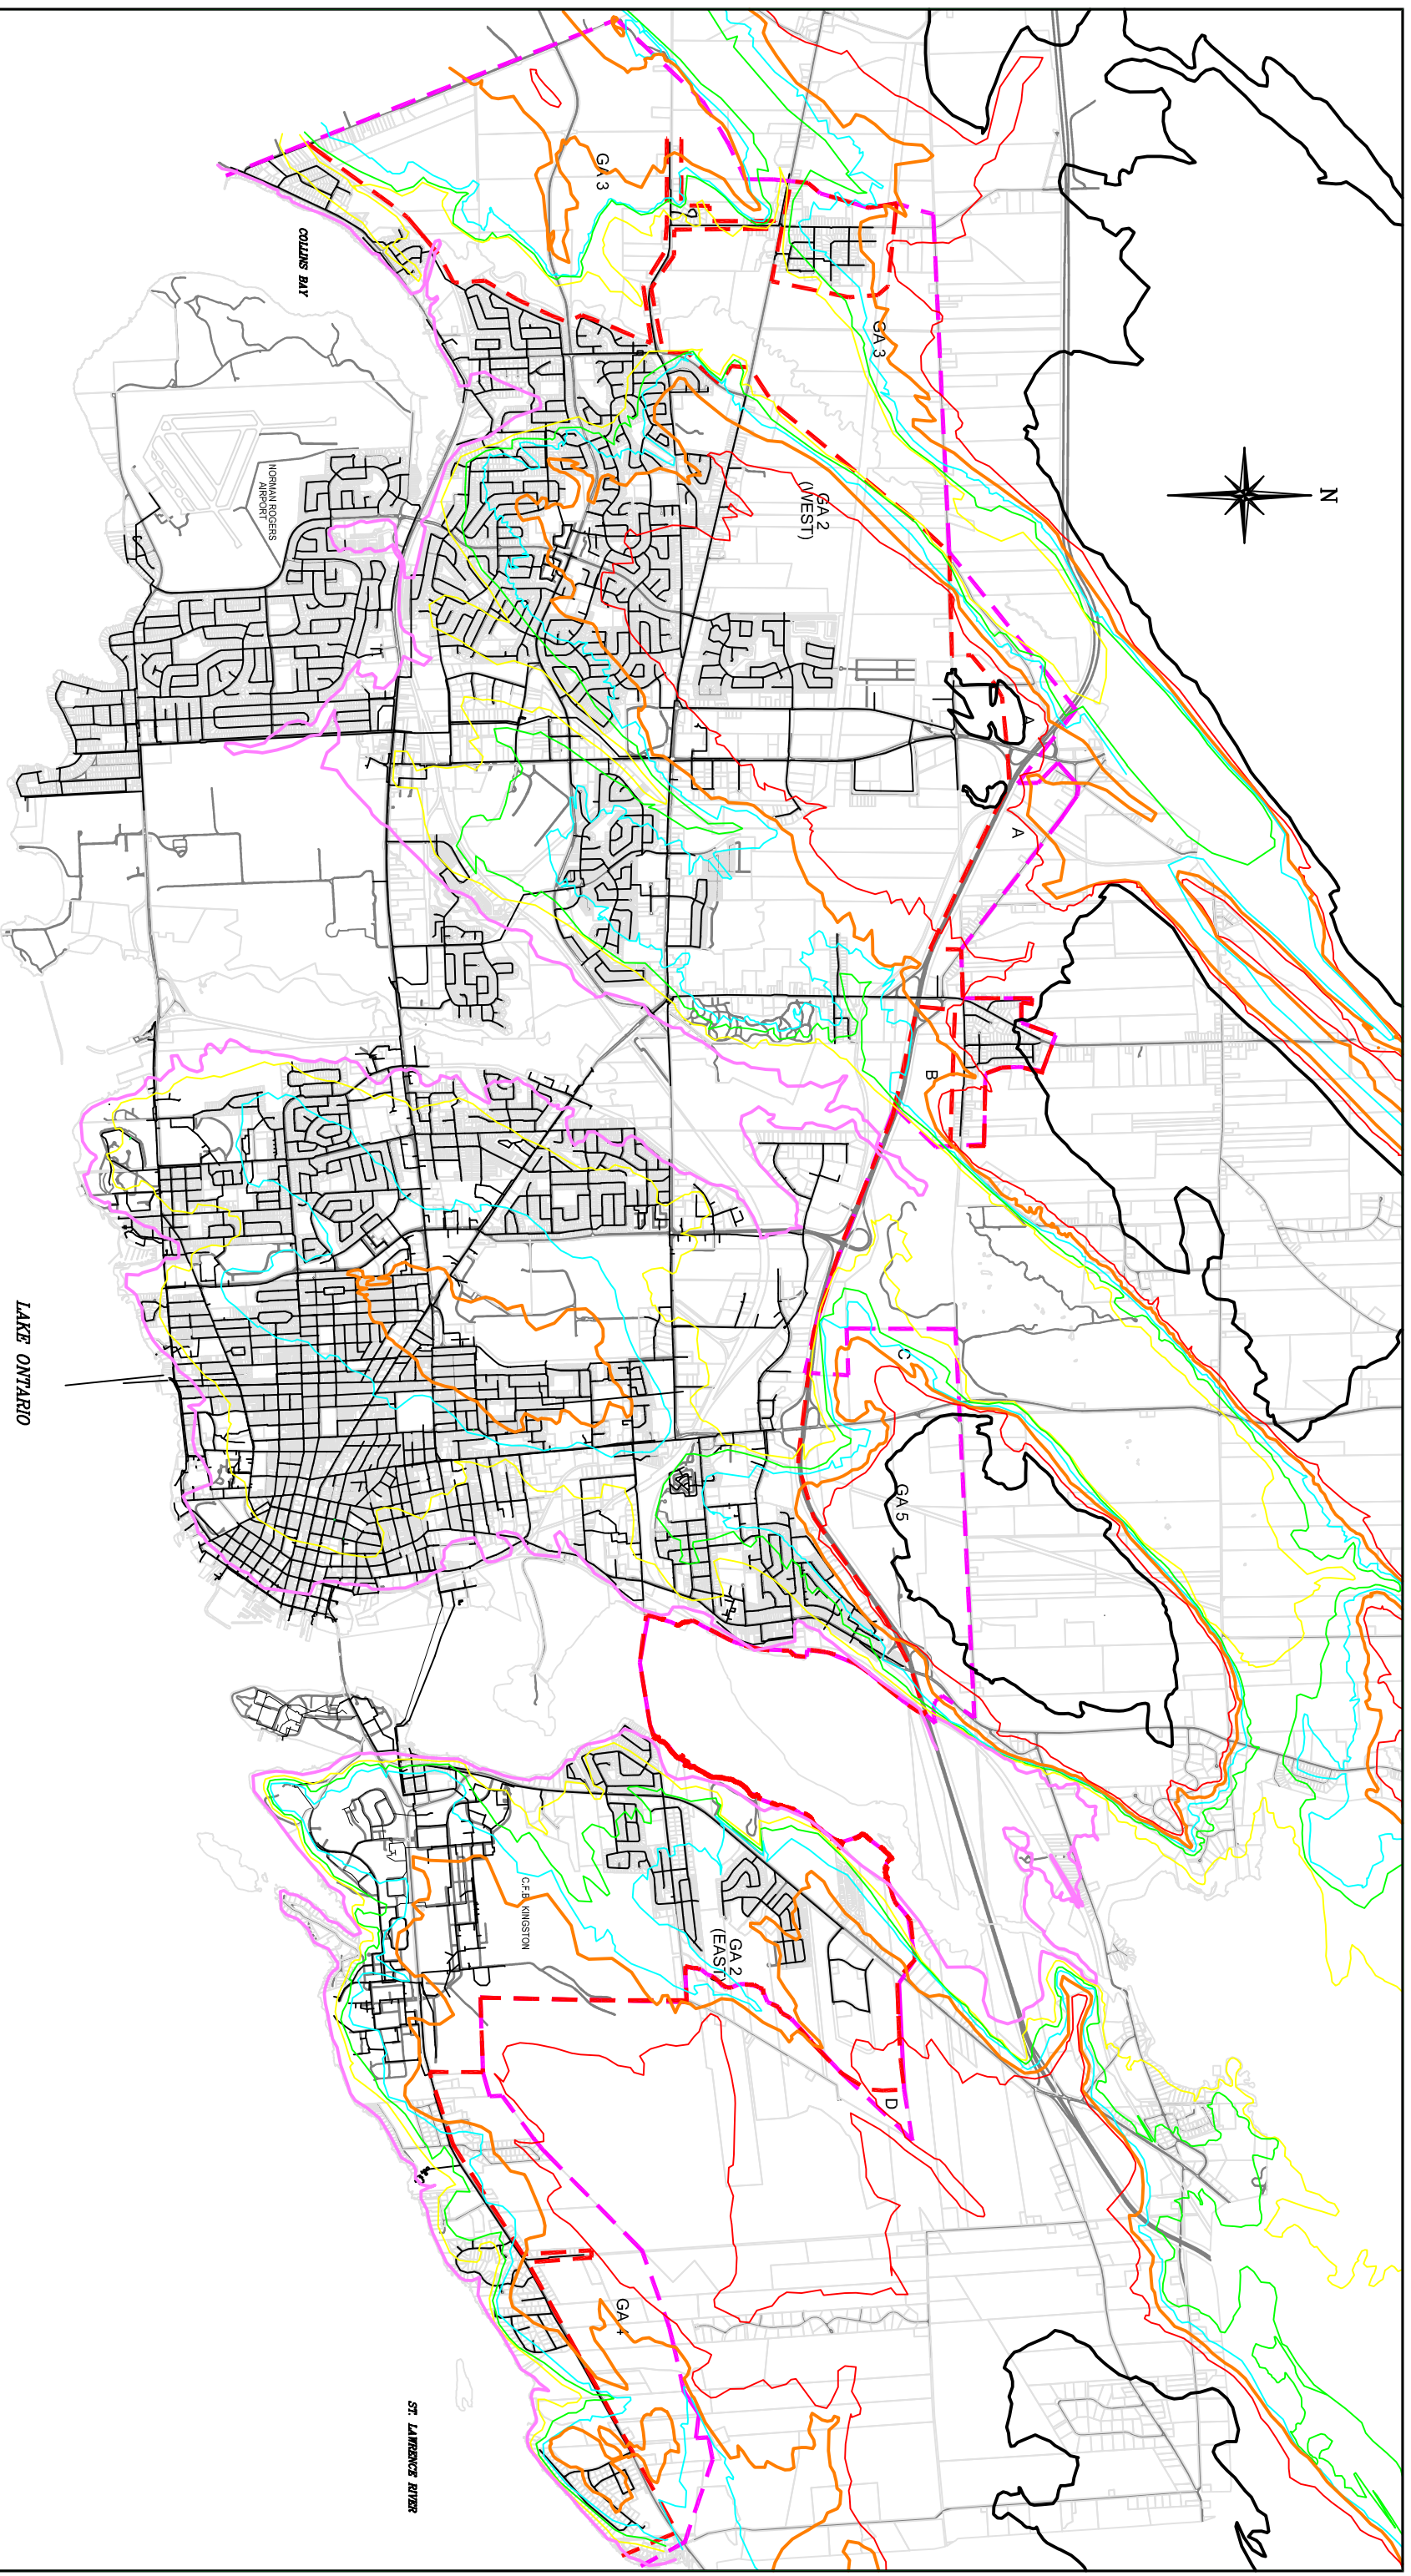 N
COLLINS BAY
GA 3
GA 3
NORMAN ROGERS
AIRPORT
GA 2
(WEST)
A
A
B
LAKE ONTARIO
C
GA 5
C.F.B. KINGSTON
GA 2
(EAST)
D
GA 4
ST. LAWRENCE RIVER